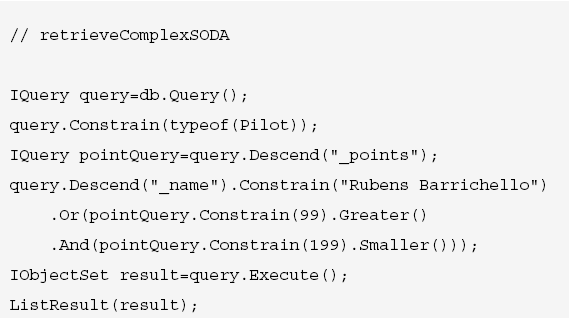 // retrieveComplexSODA
IQuery query=db.Query();
query.Constrain(typeof(Pilot));
IQuery pointQuery=query.Descend("_points");
query.Descend("_name").Constrain("Rubens Barrichello")
    .Or(pointQuery.Constrain(99).Greater()
    .And(pointQuery.Constrain(199).Smaller()));
IObjectSet result=query.Execute();
ListResult(result);